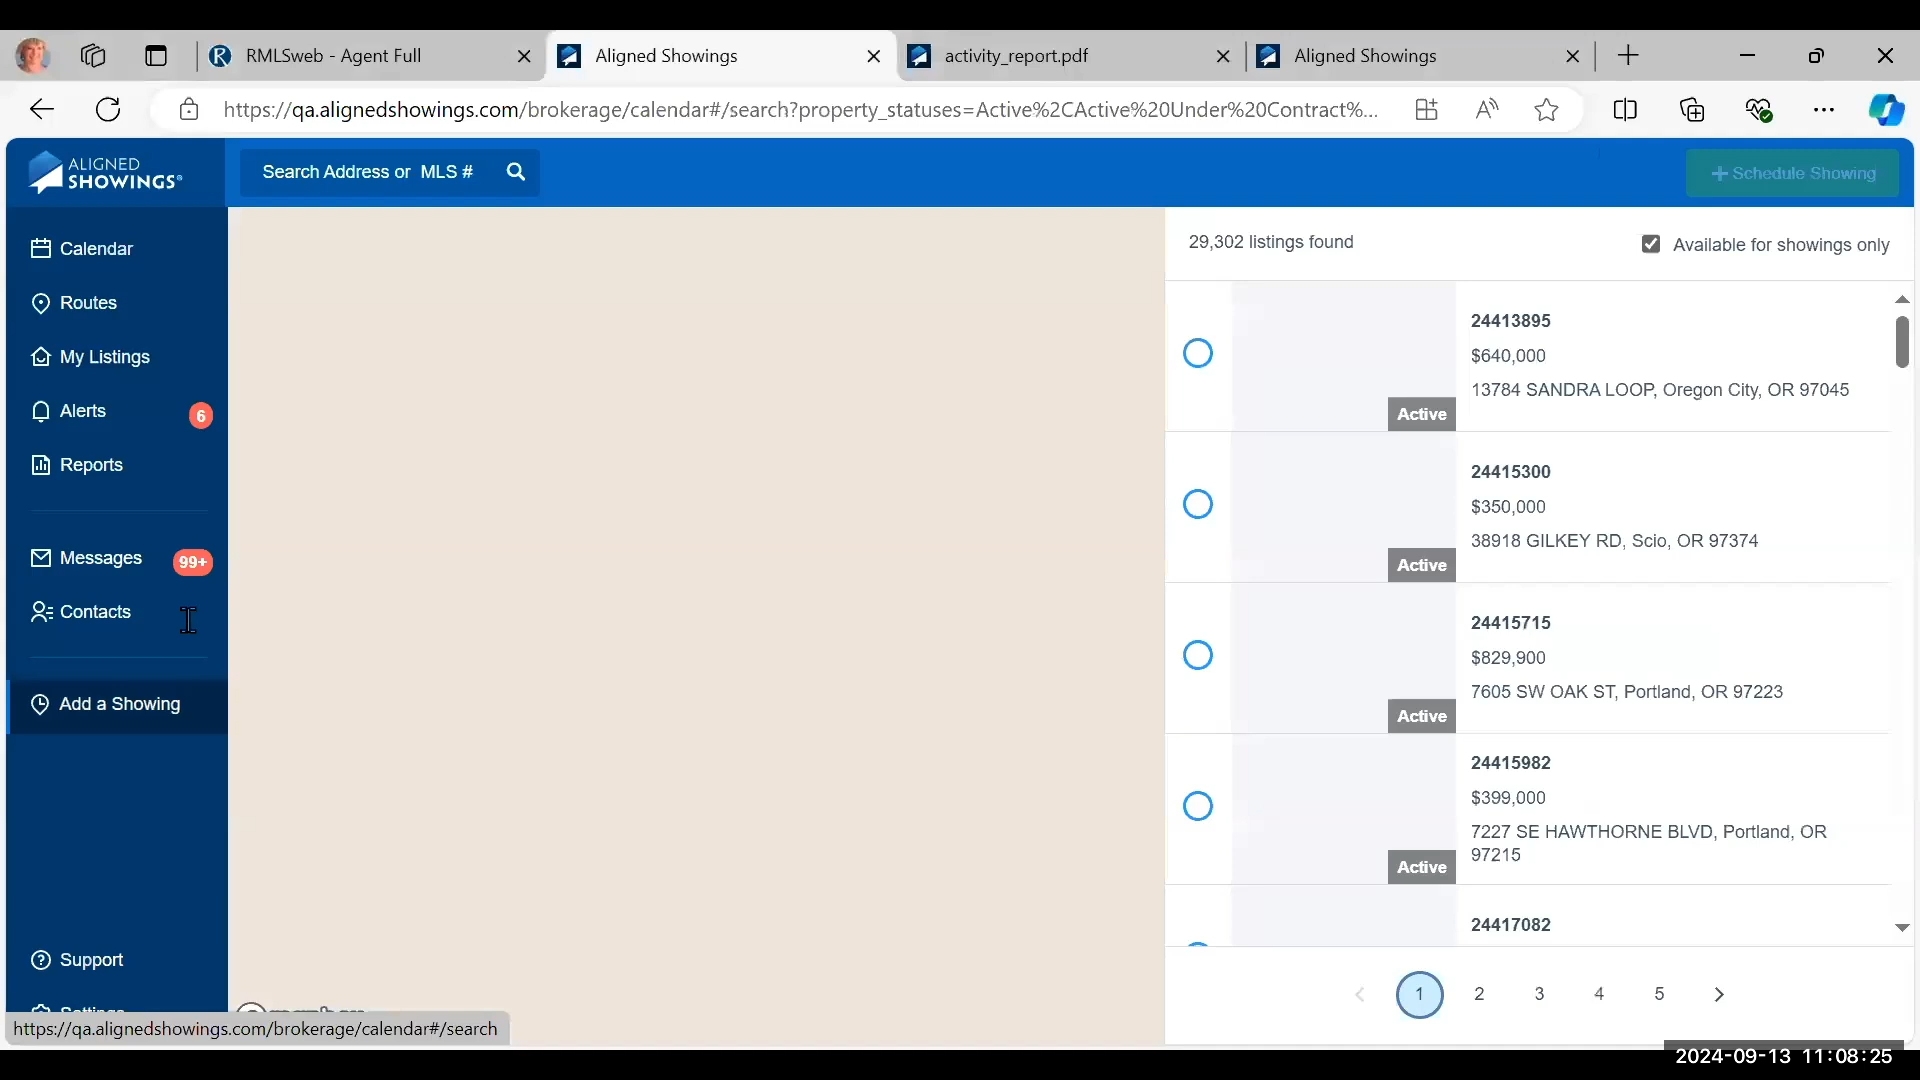 RMLSweb - Agent Full
Aligned Showings
activity_report.pdf
Aligned Showings
https://qa.alignedshowings.com/brokerage/calendar#/search?property_statuses=Active%2CActive%20Under%20Contract%...
ALIGNED
SHOWINGS®
Search Address or MLS #
+ Schedule Showing
Calendar
Routes
My Listings
Alerts 6
Reports
Messages 99+
Contacts
Add a Showing
Support
Settings
29,302 listings found
Available for showings only
24413895
$640,000
13784 SANDRA LOOP, Oregon City, OR 97045
Active
24415300
$350,000
38918 GILKEY RD, Scio, OR 97374
Active
24415715
$829,900
7605 SW OAK ST, Portland, OR 97223
Active
24415982
$399,000
7227 SE HAWTHORNE BLVD, Portland, OR
97215
Active
24417082
1 2 3 4 5
https://qa.alignedshowings.com/brokerage/calendar#/search
2024-09-13 11:08:25